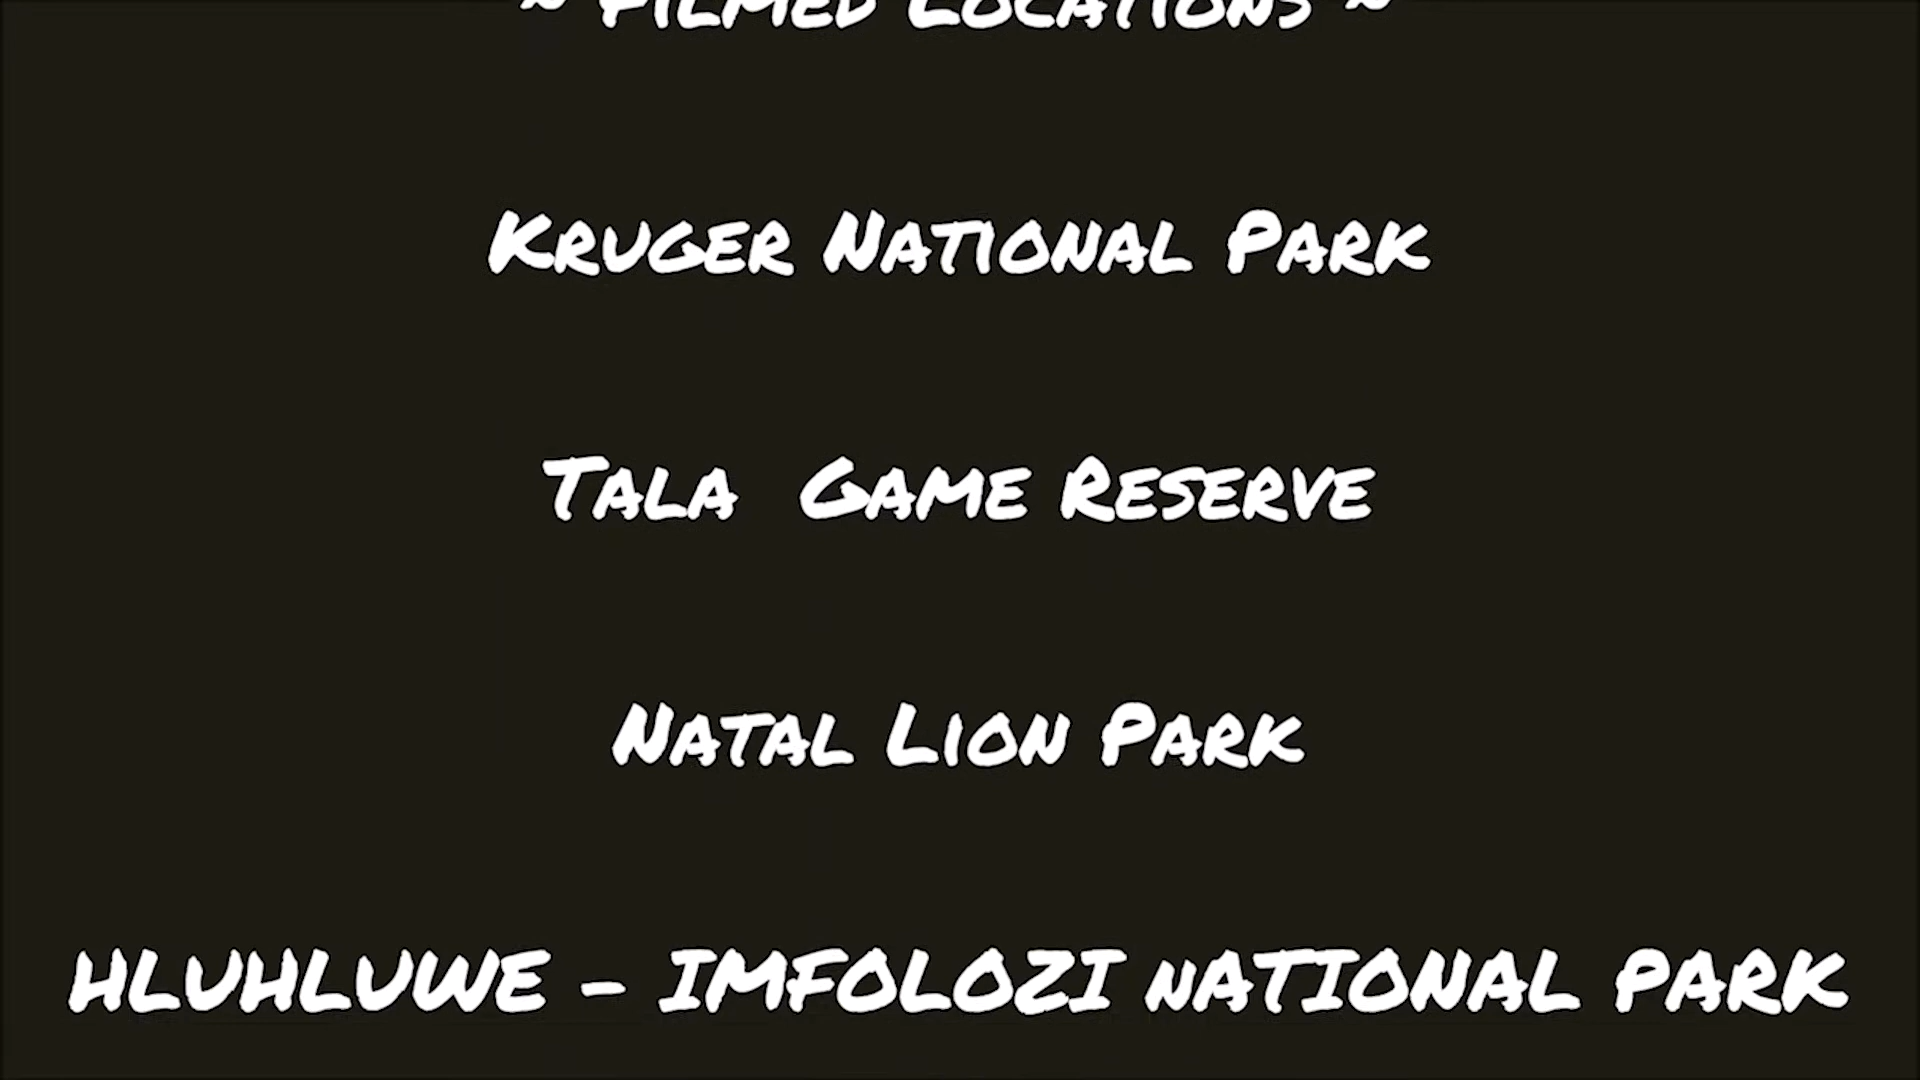 ~ Filmed Locations ~
Kruger National Park
Tala Game Reserve
Natal Lion Park
HLUHLUWE - IMFOLOZI nATIONAL PARK